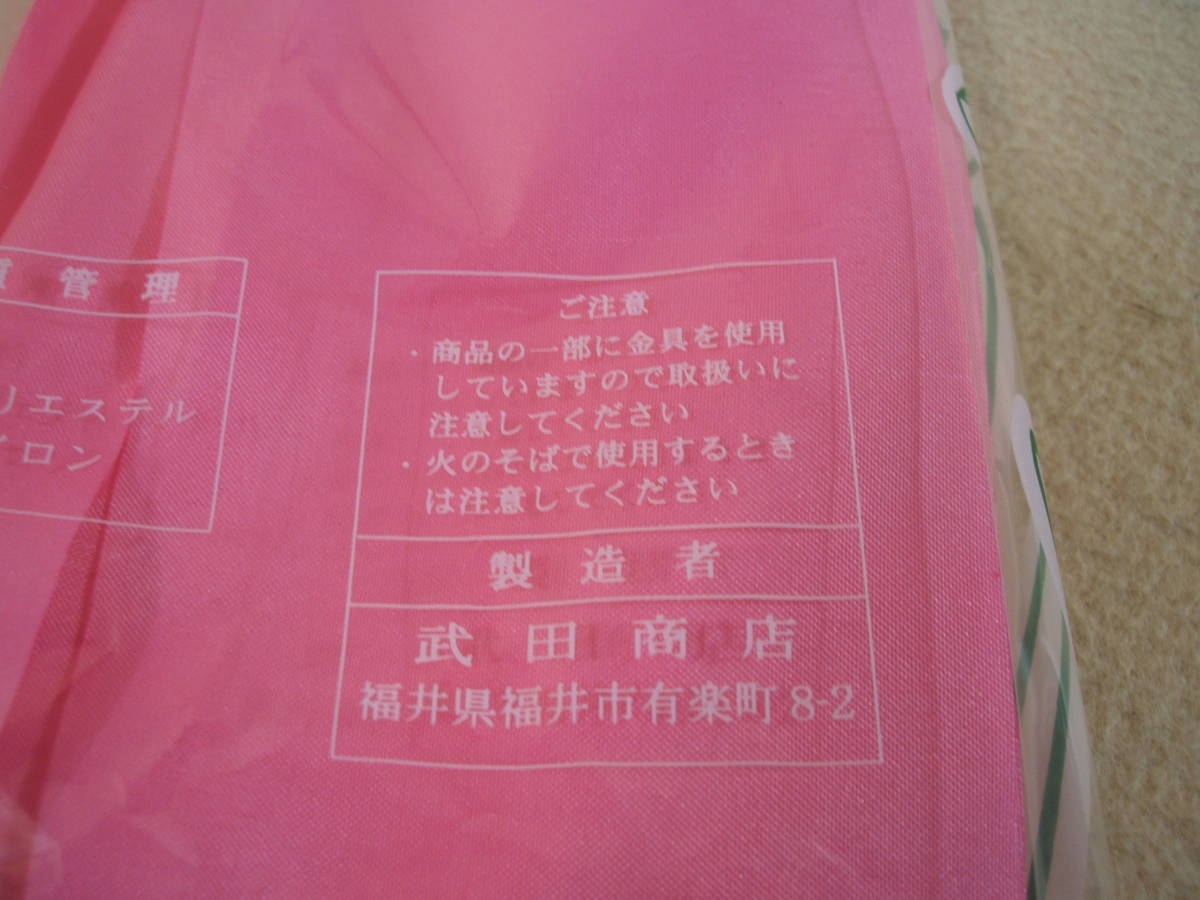 管理
リエステル
イロン
ご注意
・商品の一部に金具を使用
していますので取扱いに
注意してください
・火のそばで使用するとき
は注意してください
製造者
武田商店
福井県福井市有楽町8-2